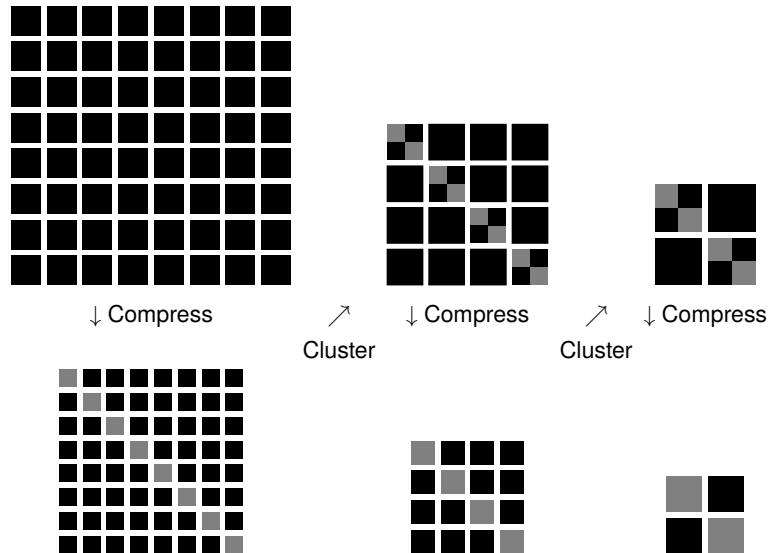 ↓ Compress
↗
Cluster
↓ Compress
↗
Cluster
↓ Compress